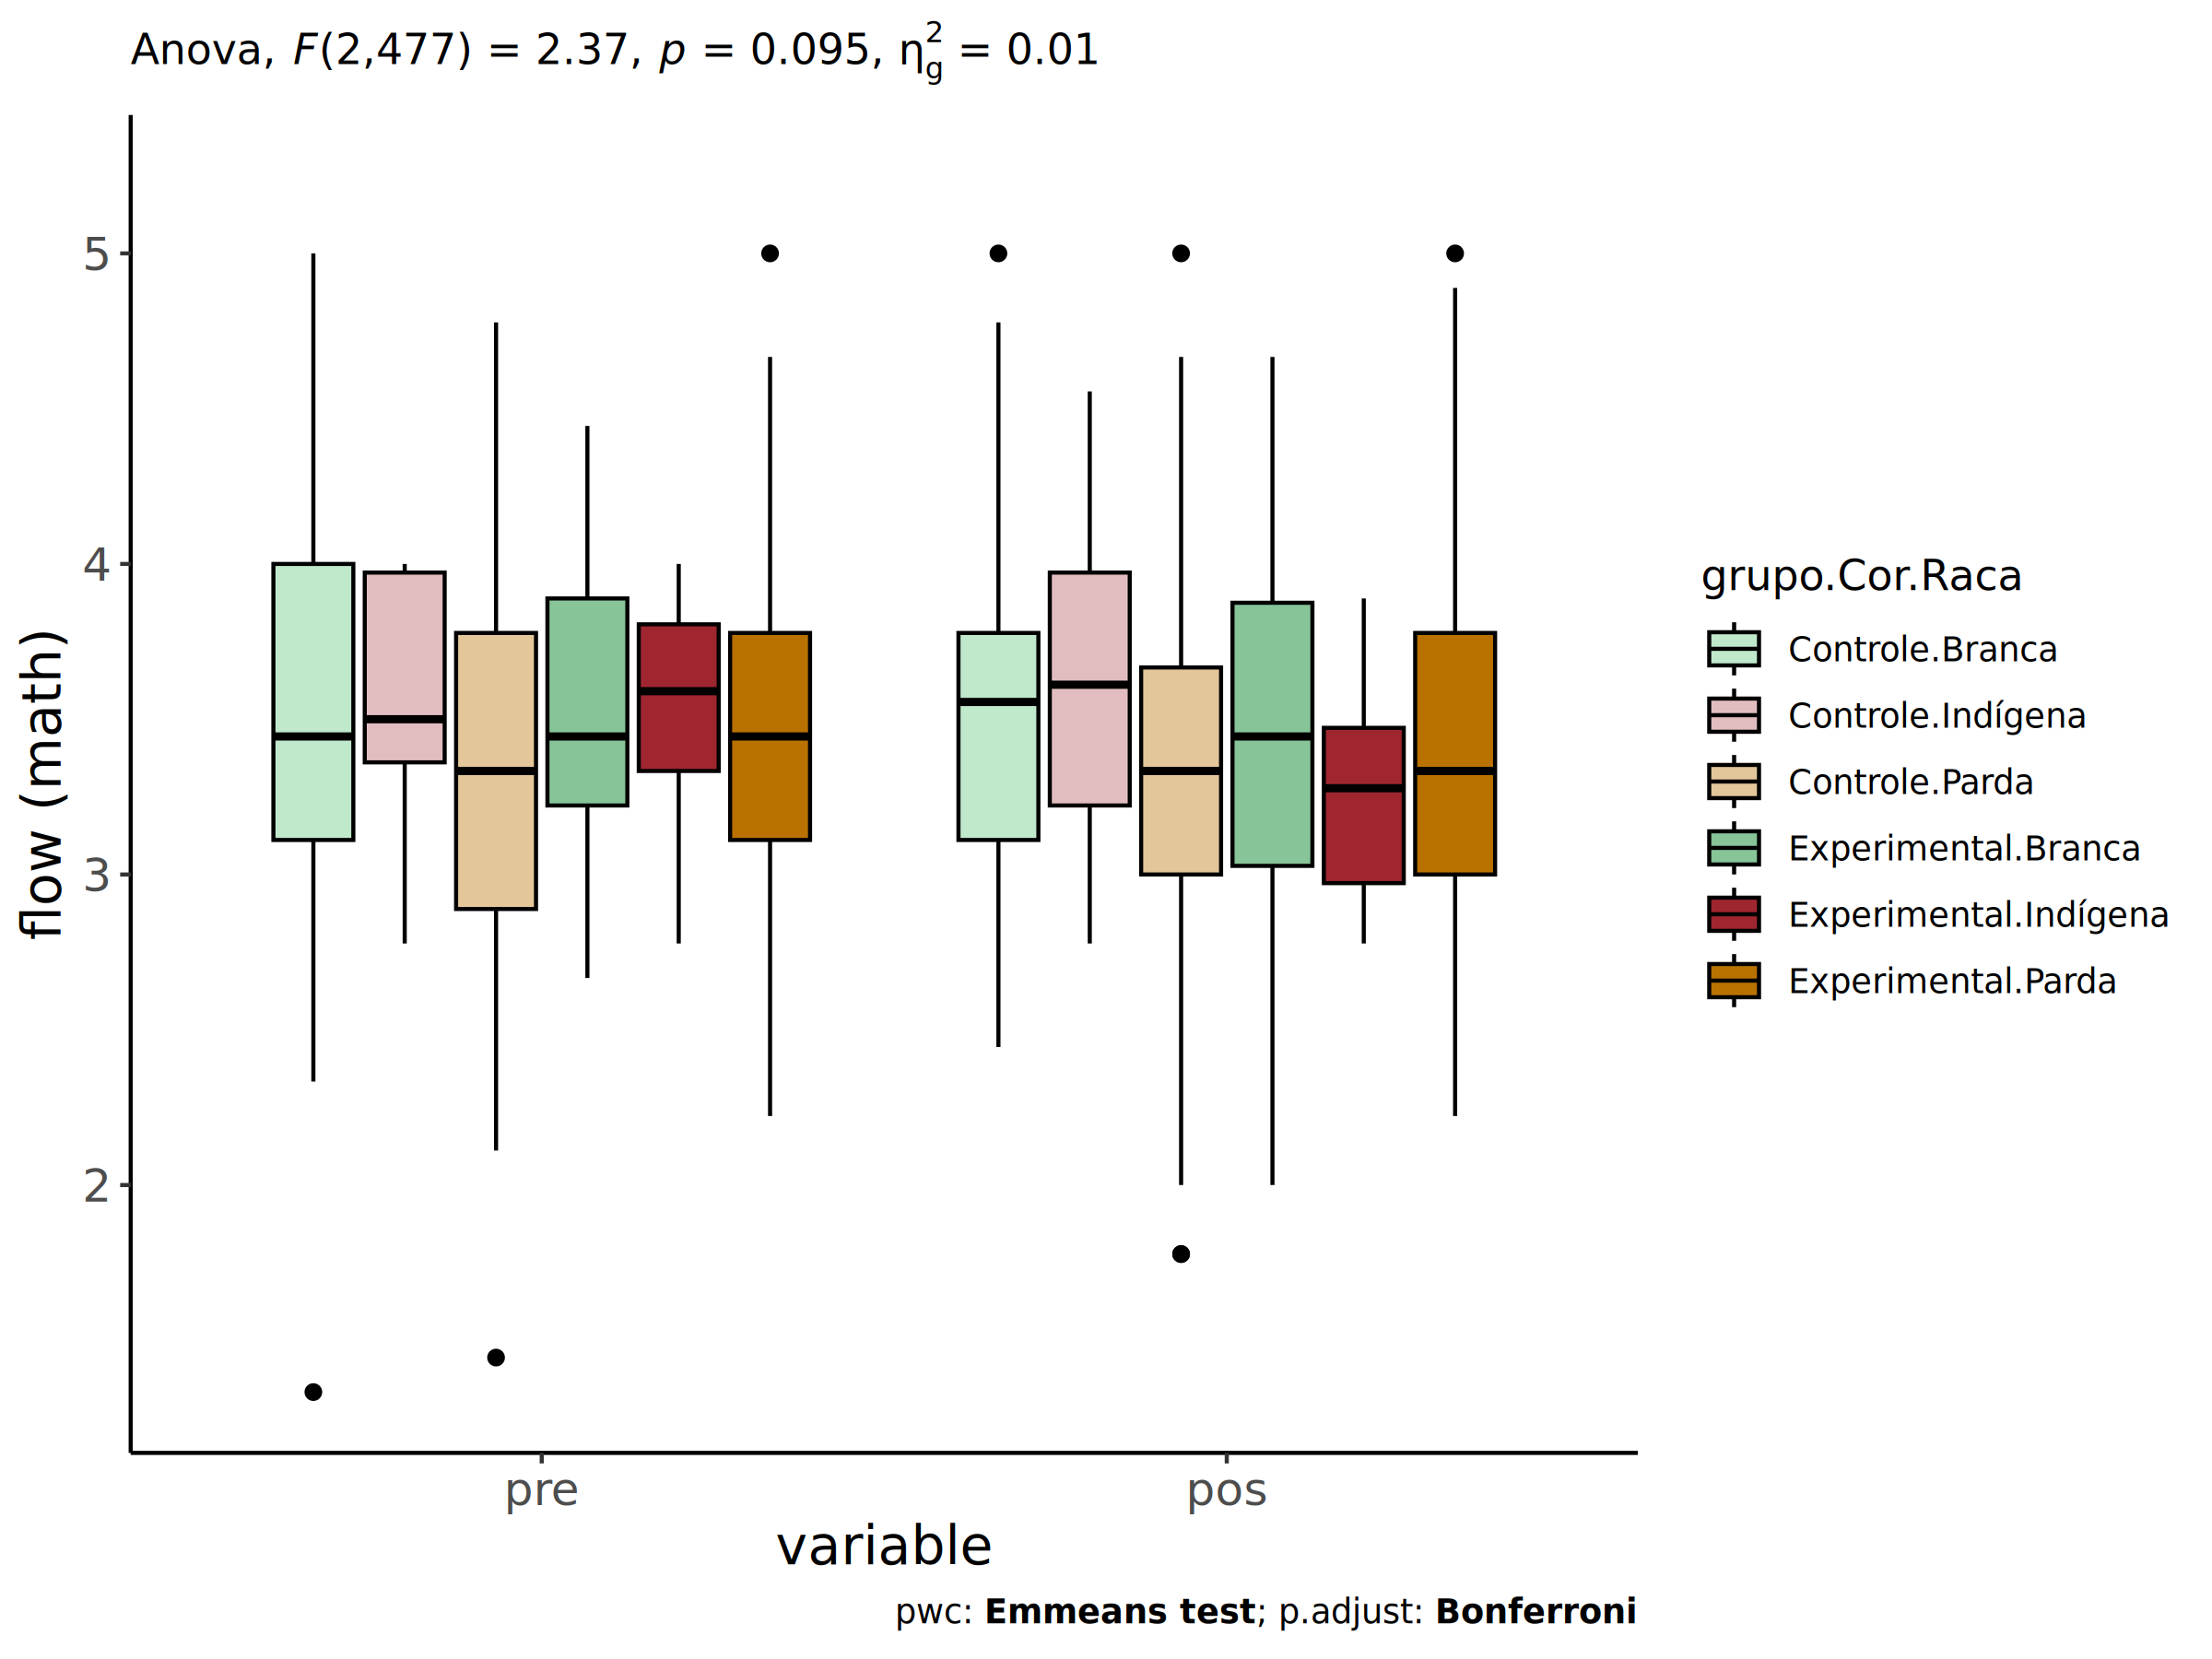 Anova, F(2,477) = 2.37, p = 0.095, η²g = 0.01
flow (math)
5
4
3
2
pre
pos
variable
grupo.Cor.Raca
Controle.Branca
Controle.Indígena
Controle.Parda
Experimental.Branca
Experimental.Indígena
Experimental.Parda
pwc: Emmeans test; p.adjust: Bonferroni